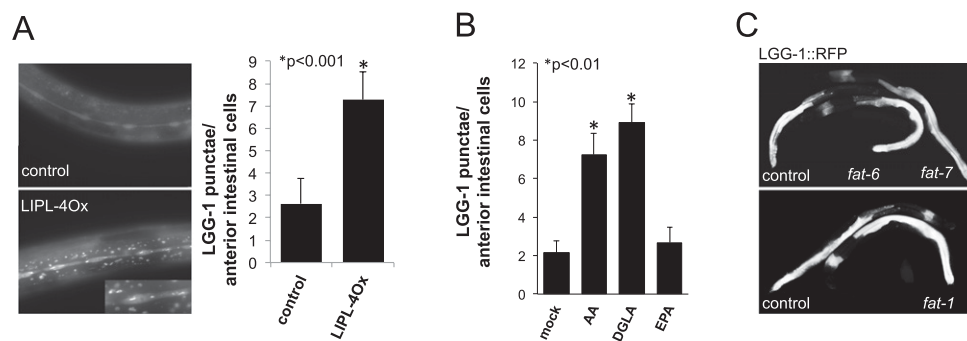 A
control
LIPL-4Ox
LGG-1 punctae/
anterior intestinal cells
*p<0.001
*
9
8
7
6
5
4
3
2
1
0
control
LIPL-4Ox
B
LGG-1 punctae/
anterior intestinal cells
*p<0.01
*
*
12
10
8
6
4
2
0
mock
AA
DGLA
EPA
C
LGG-1::RFP
control
fat-6
fat-7
control
fat-1